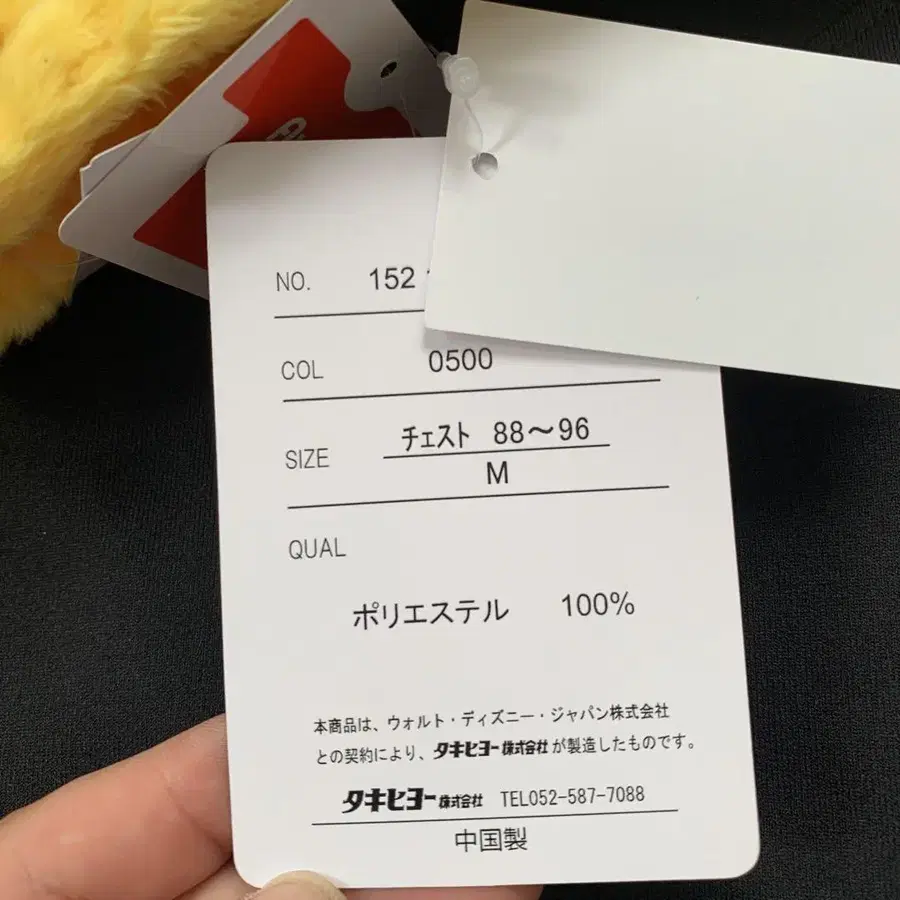 NO. 152
COL 0500
SIZE チェスト 88～96
M
QUAL
ポリエステル 100%
本商品は、ウォルト・ディズニー・ジャパン株式会社
との契約により、タキヒヨー株式会社が製造したものです。
タキヒヨー株式会社 TEL052-587-7088
中国製